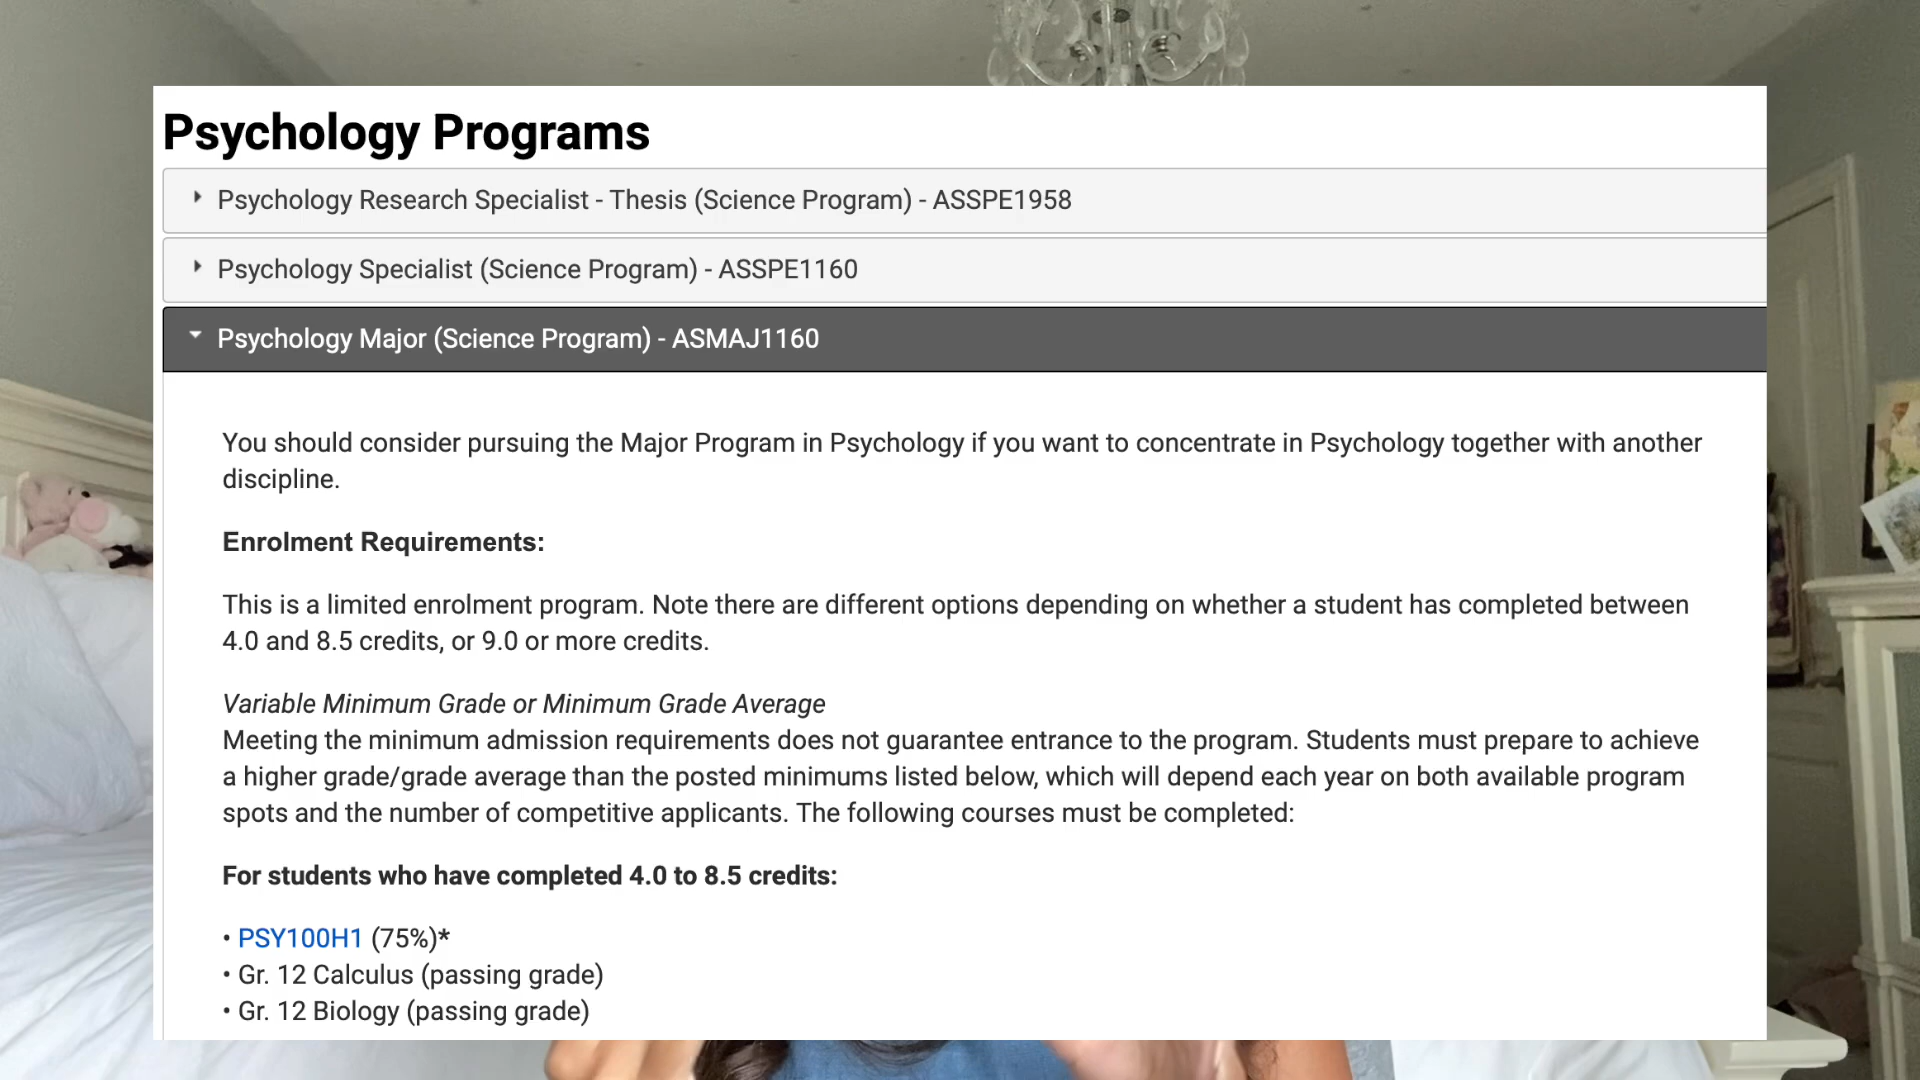 Psychology Programs
Psychology Research Specialist - Thesis (Science Program) - ASSPE1958
Psychology Specialist (Science Program) - ASSPE1160
Psychology Major (Science Program) - ASMAJ1160
You should consider pursuing the Major Program in Psychology if you want to concentrate in Psychology together with another
discipline.
Enrolment Requirements:
This is a limited enrolment program. Note there are different options depending on whether a student has completed between
4.0 and 8.5 credits, or 9.0 or more credits.
Variable Minimum Grade or Minimum Grade Average
Meeting the minimum admission requirements does not guarantee entrance to the program. Students must prepare to achieve
a higher grade/grade average than the posted minimums listed below, which will depend each year on both available program
spots and the number of competitive applicants. The following courses must be completed:
For students who have completed 4.0 to 8.5 credits:
• PSY100H1 (75%)*
• Gr. 12 Calculus (passing grade)
• Gr. 12 Biology (passing grade)